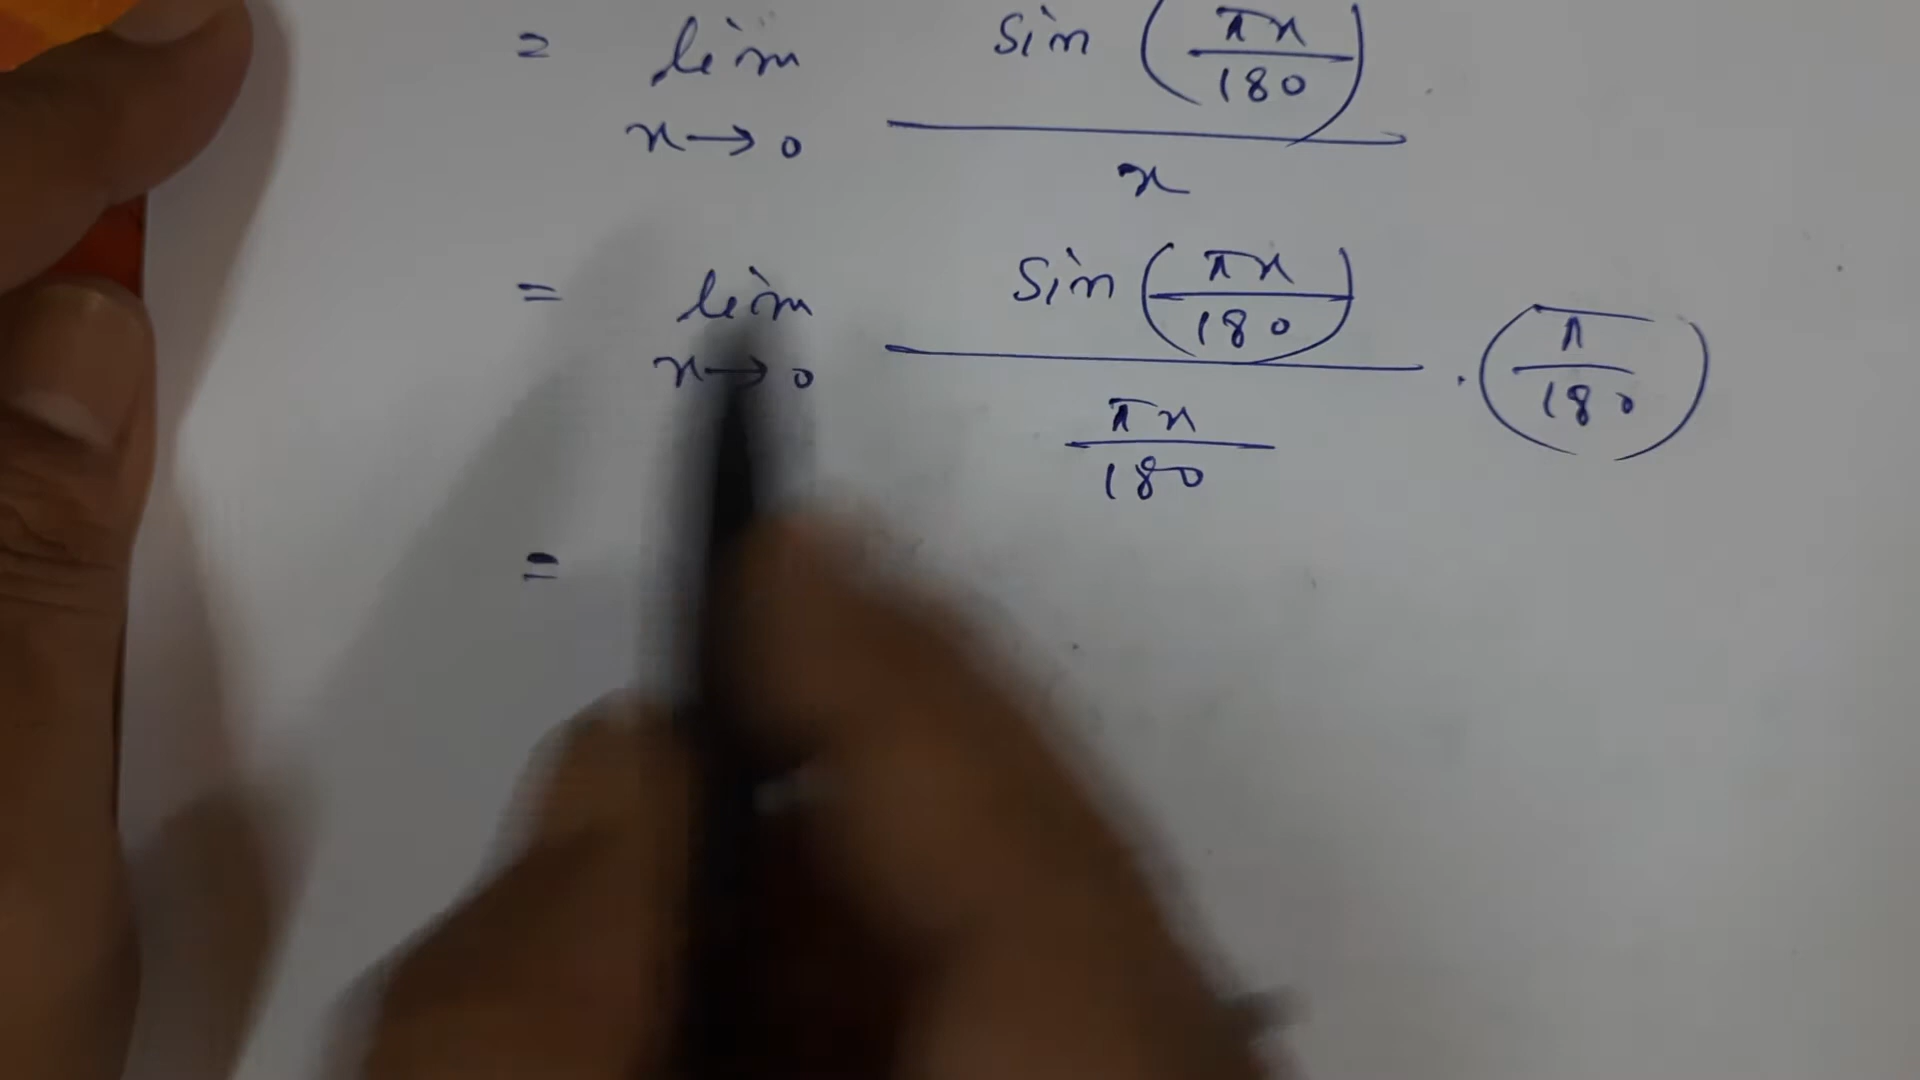 = lim sin (πx/180)
x→0 x
= lim sin (πx/180) / (πx/180) . (π/180)
x→0
=